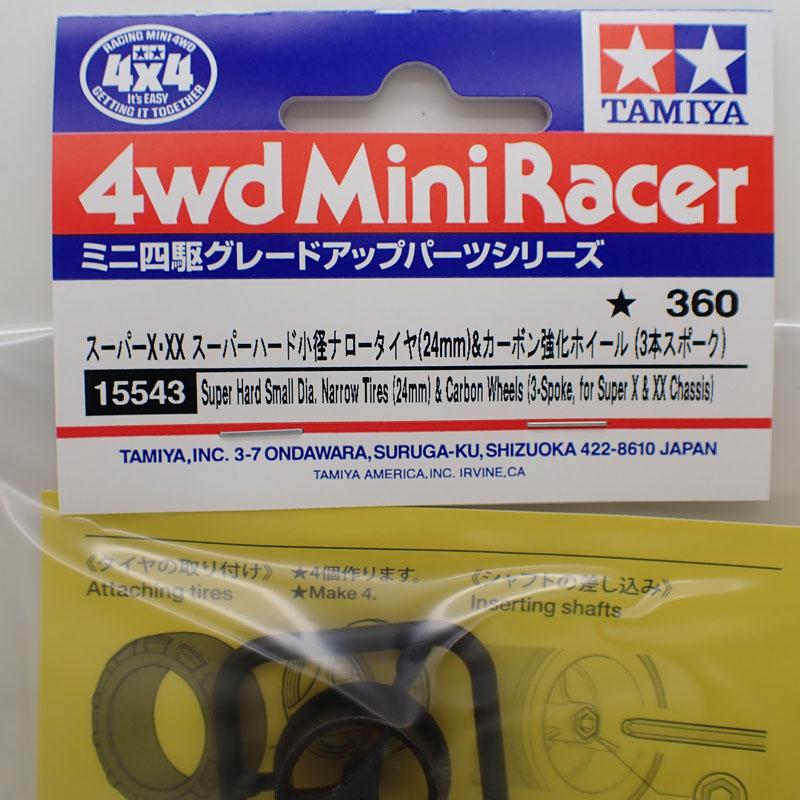 RACING MINI 4WD
4x4
It's EASY
GETTING IT TOGETHER
TAMIYA
4wd Mini Racer
ミニ四駆グレードアップパーツシリーズ
★ 360
スーパーX・XX スーパーハード小径ナロータイヤ(24mm)&カーボン強化ホイール (3本スポーク)
15543 Super Hard Small Dia. Narrow Tires (24mm) & Carbon Wheels (3-Spoke, for Super X & XX Chassis)
TAMIYA,INC. 3-7 ONDAWARA, SURUGA-KU, SHIZUOKA 422-8610 JAPAN
TAMIYA AMERICA,INC. IRVINE,CA
《タイヤの取り付け》 ★4個作ります。 《シャフトの差し込み》
Attaching tires ★Make 4. Inserting shafts